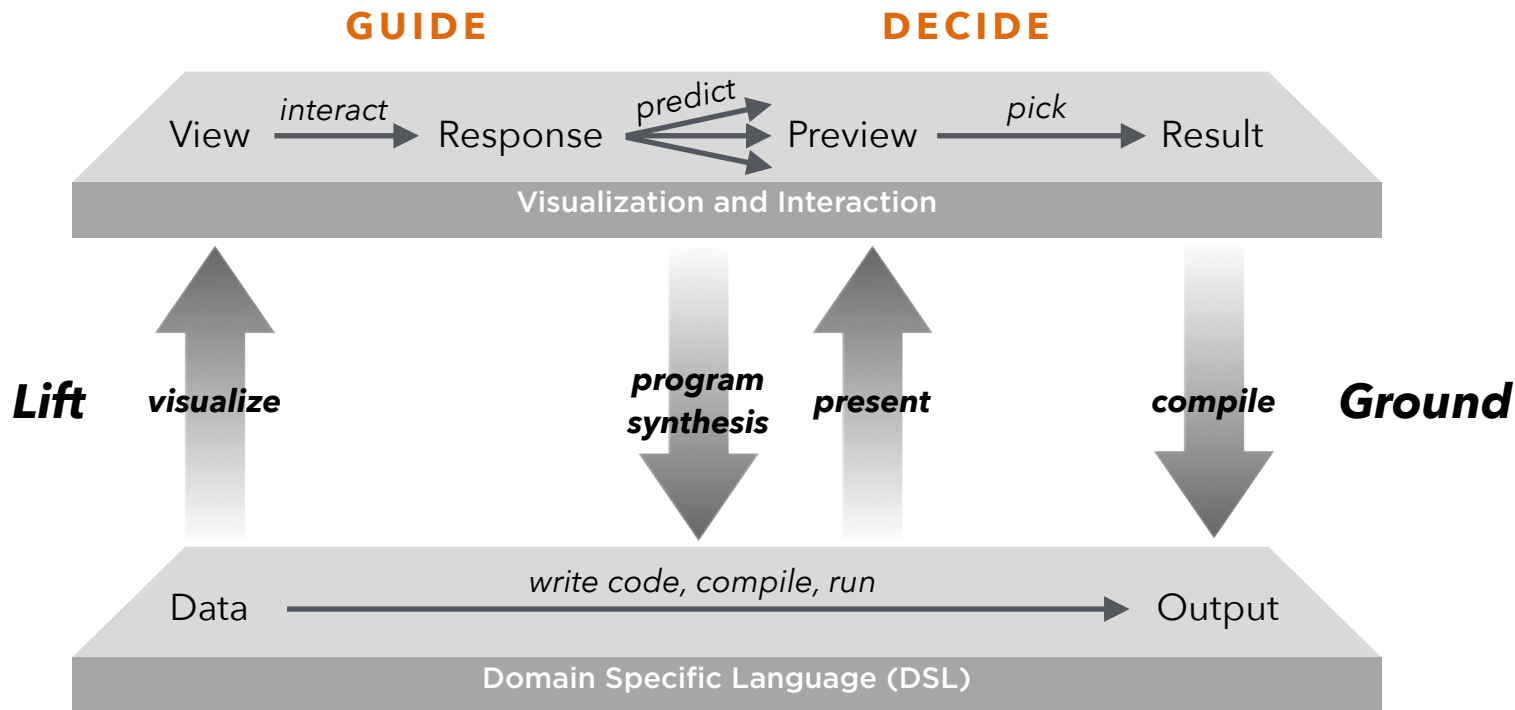 GUIDE DECIDE
interact predict pick
View Response Preview Result
Visualization and Interaction
Lift visualize program synthesis present compile Ground
write code, compile, run
Data Output
Domain Specific Language (DSL)